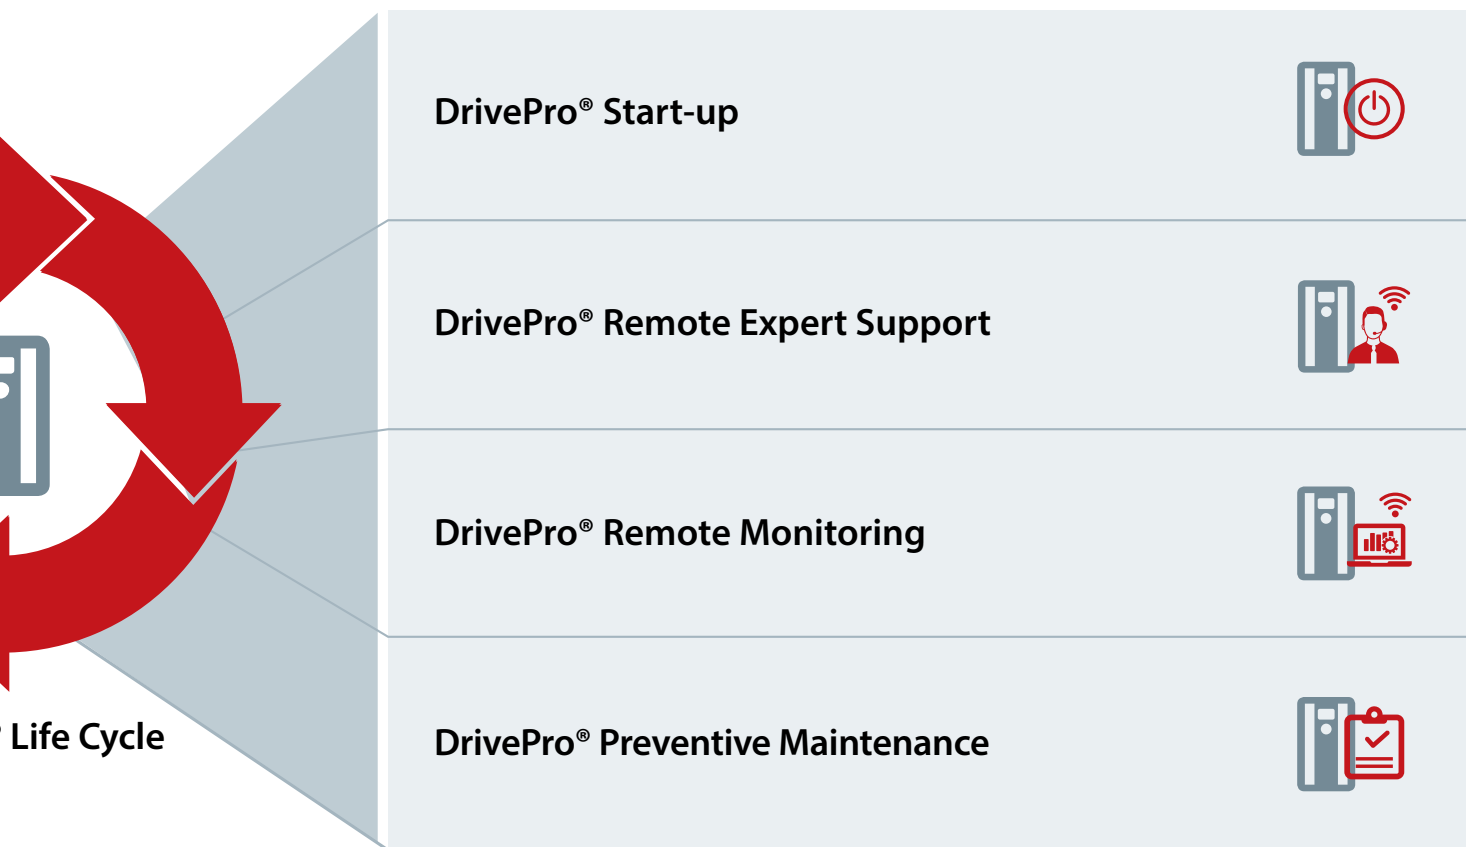 DrivePro® Start-up
DrivePro® Remote Expert Support
DrivePro® Remote Monitoring
DrivePro® Preventive Maintenance
® Life Cycle